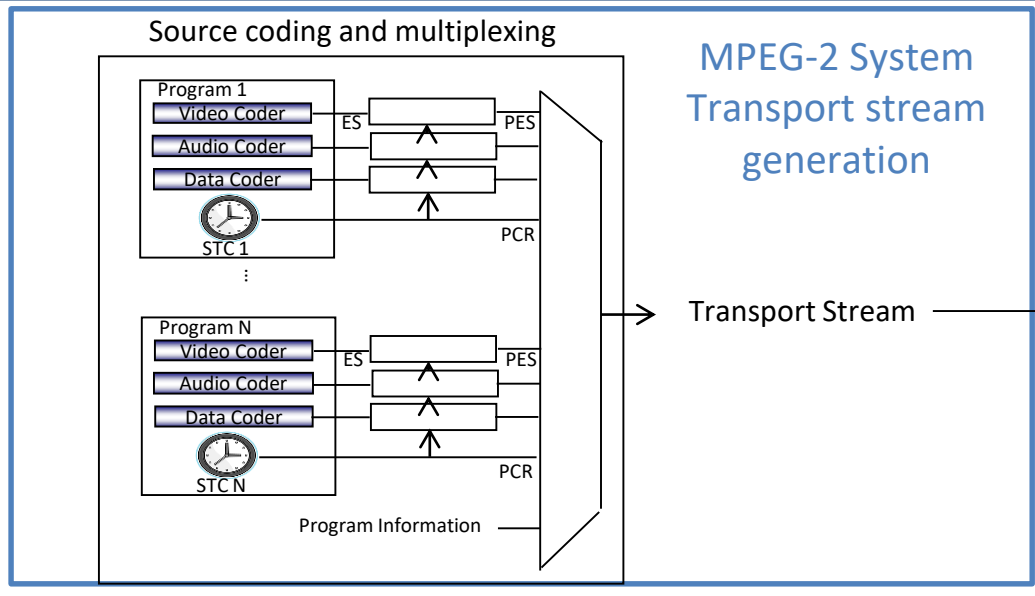 Source coding and multiplexing
MPEG-2 System
Transport stream
generation
Program 1
Video Coder
ES
PES
Audio Coder
Data Coder
PCR
STC 1
...
Transport Stream
Program N
Video Coder
ES
PES
Audio Coder
Data Coder
PCR
STC N
Program Information